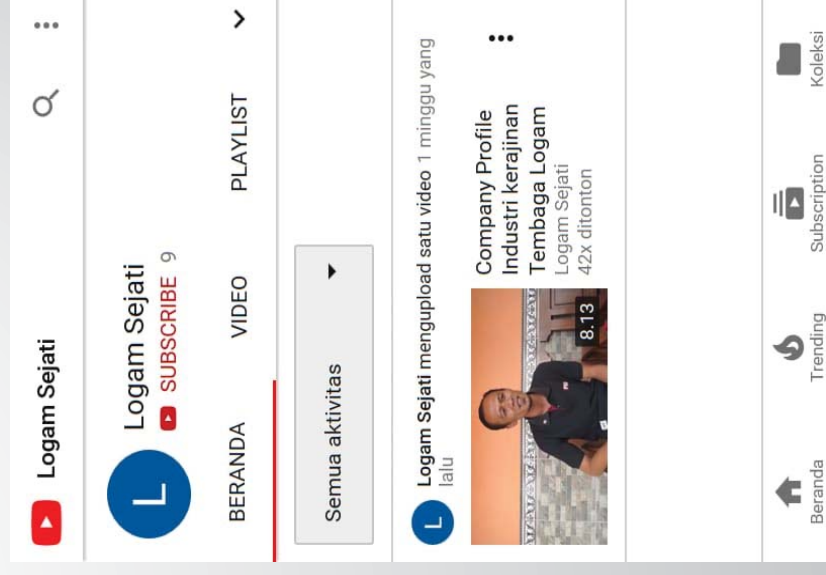 Logam Sejati
L
Logam Sejati
SUBSCRIBE 9
BERANDA VIDEO PLAYLIST
Semua aktivitas
L
Logam Sejati mengupload satu video 1 minggu yang
lalu
8.13
Company Profile
Industri kerajinan
Tembaga Logam
Logam Sejati
42x ditonton
Beranda Trending Subscription Koleksi